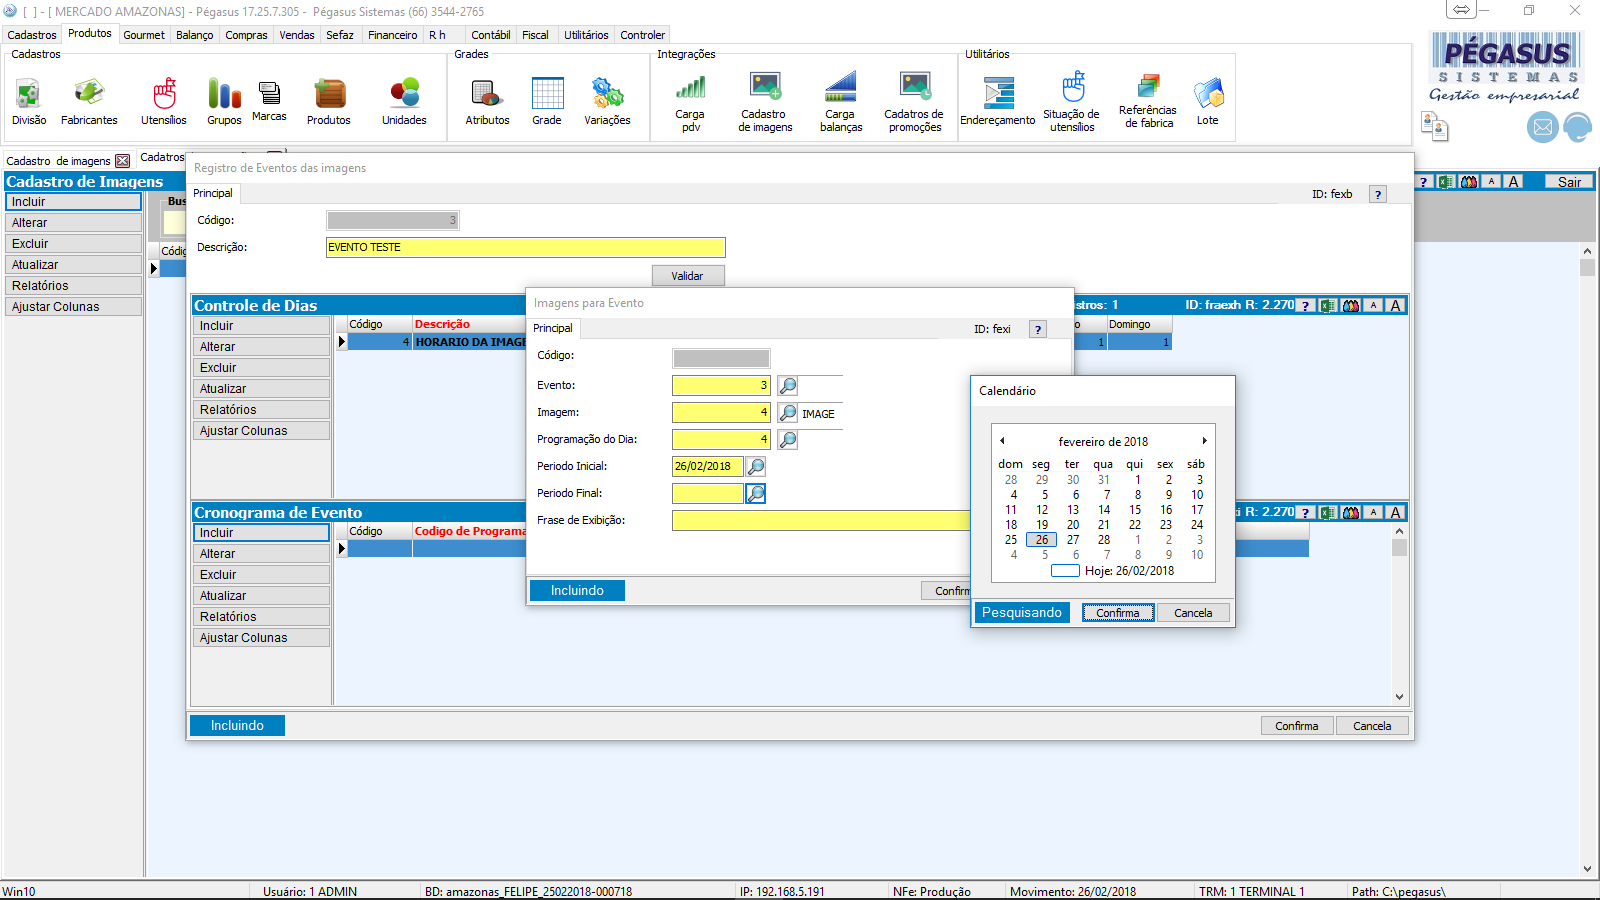 [ ] - [ MERCADO AMAZONAS] - Pégasus 17.25.7.305 - Pégasus Sistemas (66) 3544-2765
Cadastros Produtos Gourmet Balanço Compras Vendas Sefaz Financeiro R h Contábil Fiscal Utilitários Controler
Cadastros Grades Integrações Utilitários
PÉGASUS
SISTEMAS
Gestão empresarial
Divisão Fabricantes Utensílios Grupos Marcas Produtos Unidades Atributos Grade Variações
Carga pdv
Cadastro de imagens
Carga balanças
Cadatros de promoções
Endereçamento
Situação de utensílios
Referências de fabrica
Lote
Cadastro de imagens Cadatros
Cadastro de Imagens
? A A Sair
Incluir
Alterar
Excluir
Atualizar
Relatórios
Ajustar Colunas
Bus
Códig
Registro de Eventos das imagens
Principal ID: fexb ?
Código: 3
Descrição: EVENTO TESTE
Validar
Controle de Dias
stros: 1 ID: fraexh R: 2.270 ? A A
Incluir
Alterar
Excluir
Atualizar
Relatórios
Ajustar Colunas
Código Descrição o Domingo
4 HORARIO DA IMAGE 1 1
Cronograma de Evento
xi R: 2.270 ? A A
Incluir
Alterar
Excluir
Atualizar
Relatórios
Ajustar Colunas
Código Codigo de Programa
Incluindo Confirma Cancela
Imagens para Evento
Principal ID: fexi ?
Código:
Evento: 3
Imagem: 4 IMAGE
Programação do Dia: 4
Periodo Inicial: 26/02/2018
Periodo Final:
Frase de Exibição:
Incluindo Confirm
Calendário
fevereiro de 2018
dom seg ter qua qui sex sáb
28 29 30 31 1 2 3
4 5 6 7 8 9 10
11 12 13 14 15 16 17
18 19 20 21 22 23 24
25 26 27 28 1 2 3
4 5 6 7 8 9 10
Hoje: 26/02/2018
Pesquisando Confirma Cancela
Win10 Usuário: 1 ADMIN BD: amazonas_FELIPE_25022018-000718 IP: 192.168.5.191 NFe: Produção Movimento: 26/02/2018 TRM: 1 TERMINAL 1 Path: C:\pegasus\